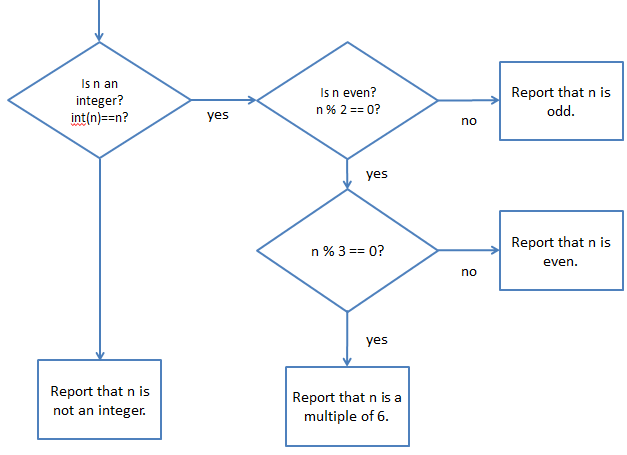 Is n an
integer?
int(n)==n?
yes
Is n even?
n % 2 == 0?
no
Report that n is
odd.
yes
n % 3 == 0?
no
Report that n is
even.
yes
Report that n is
not an integer.
Report that n is a
multiple of 6.